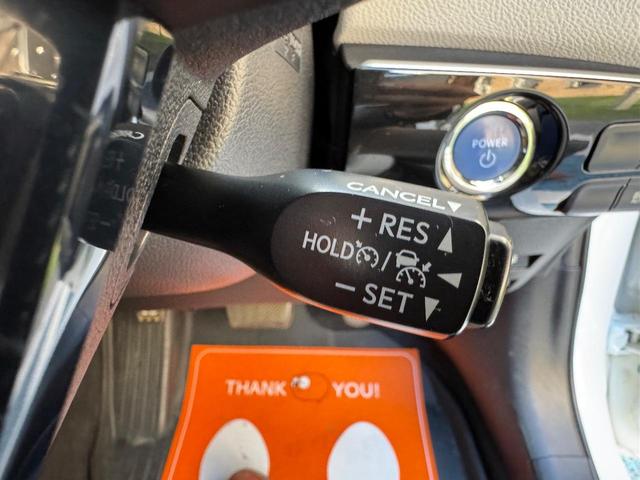 POWER
CANCEL
+ RES
HOLD /
- SET
THANK YOU!